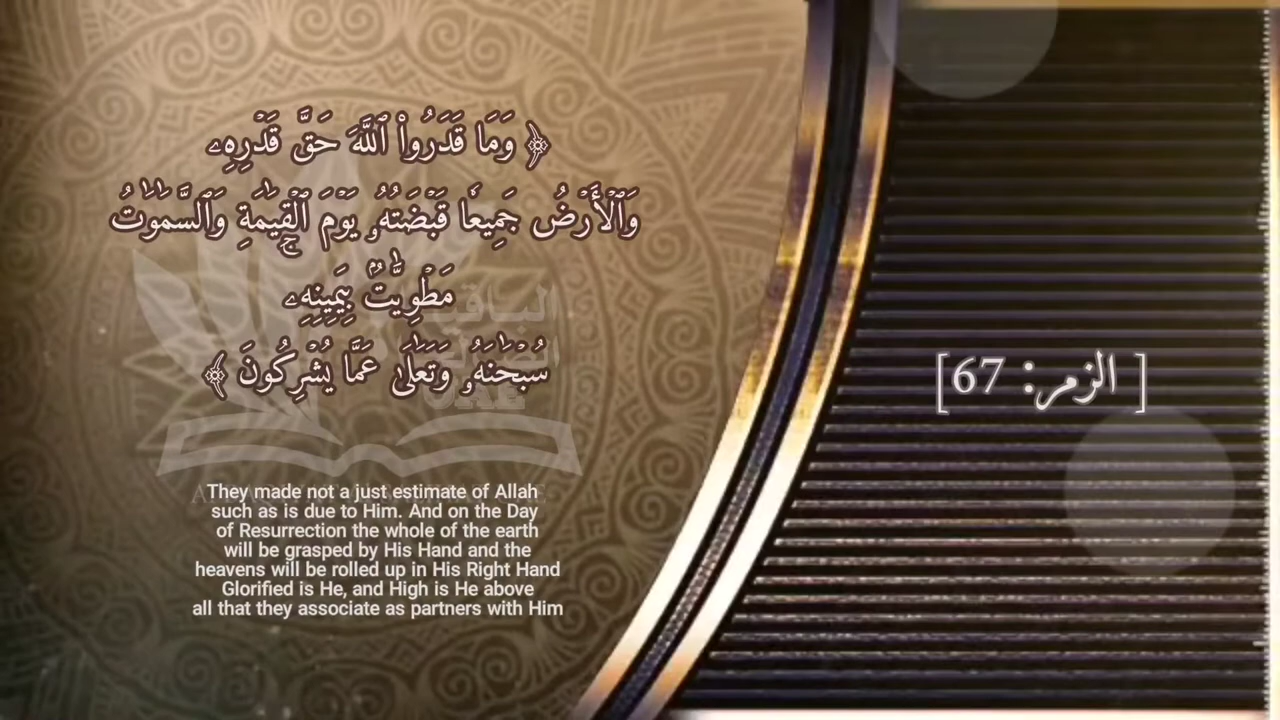 ﴿ وَمَا قَدَرُوا۟ ٱللَّهَ حَقَّ قَدْرِهِۦ
وَٱلْأَرْضُ جَمِيعًا قَبْضَتُهُۥ يَوْمَ ٱلْقِيَٰمَةِ وَٱلسَّمَٰوَٰتُ
مَطْوِيَّٰتٌۢ بِيَمِينِهِۦ ۚ
سُبْحَٰنَهُۥ وَتَعَٰلَىٰ عَمَّا يُشْرِكُونَ ﴾
[ الزمر: 67]
They made not a just estimate of Allah
such as is due to Him. And on the Day
of Resurrection the whole of the earth
will be grasped by His Hand and the
heavens will be rolled up in His Right Hand
Glorified is He, and High is He above
all that they associate as partners with Him